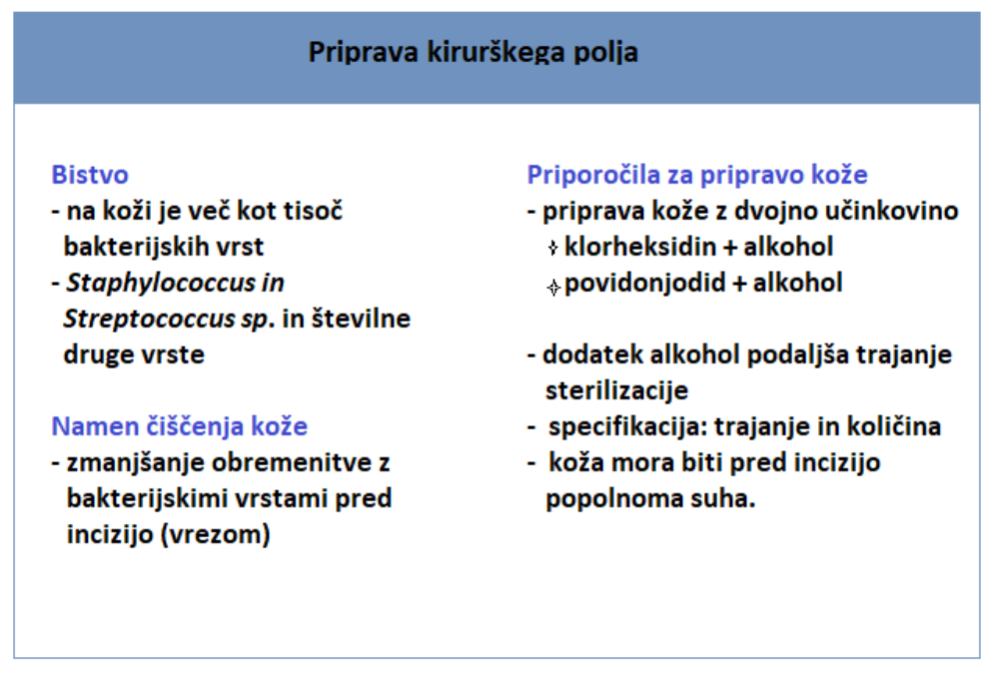 Priprava kirurškega polja
Bistvo
- na koži je več kot tisoč
bakterijskih vrst
- Staphylococcus in
Streptococcus sp. in številne
druge vrste
Namen čiščenja kože
- zmanjšanje obremenitve z
bakterijskimi vrstami pred
incizijo (vrezom)
Priporočila za pripravo kože
- priprava kože z dvojno učinkovino
✧ klorheksidin + alkohol
✧ povidonjodid + alkohol
- dodatek alkohol podaljša trajanje
sterilizacije
- specifikacija: trajanje in količina
- koža mora biti pred incizijo
popolnoma suha.